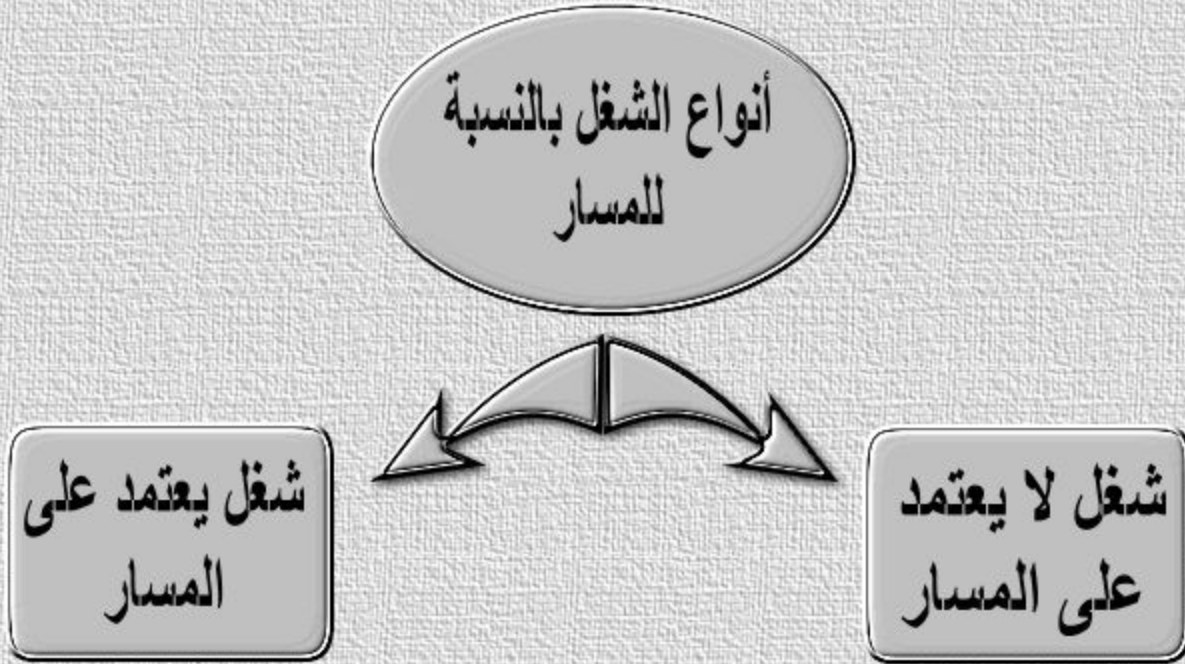 أنواع الشغل بالنسبة
للمسار
شغل لا يعتمد
على المسار
شغل يعتمد على
المسار